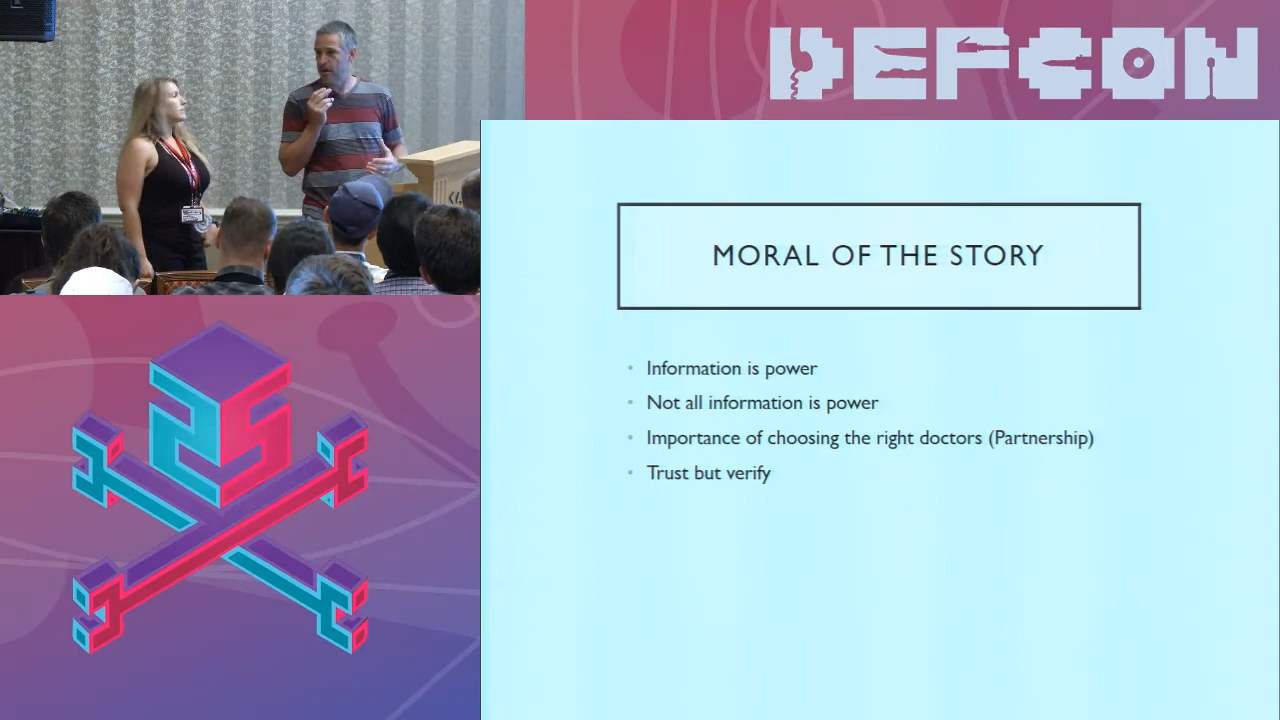 DEFCON
MORAL OF THE STORY
Information is power
Not all information is power
Importance of choosing the right doctors (Partnership)
Trust but verify